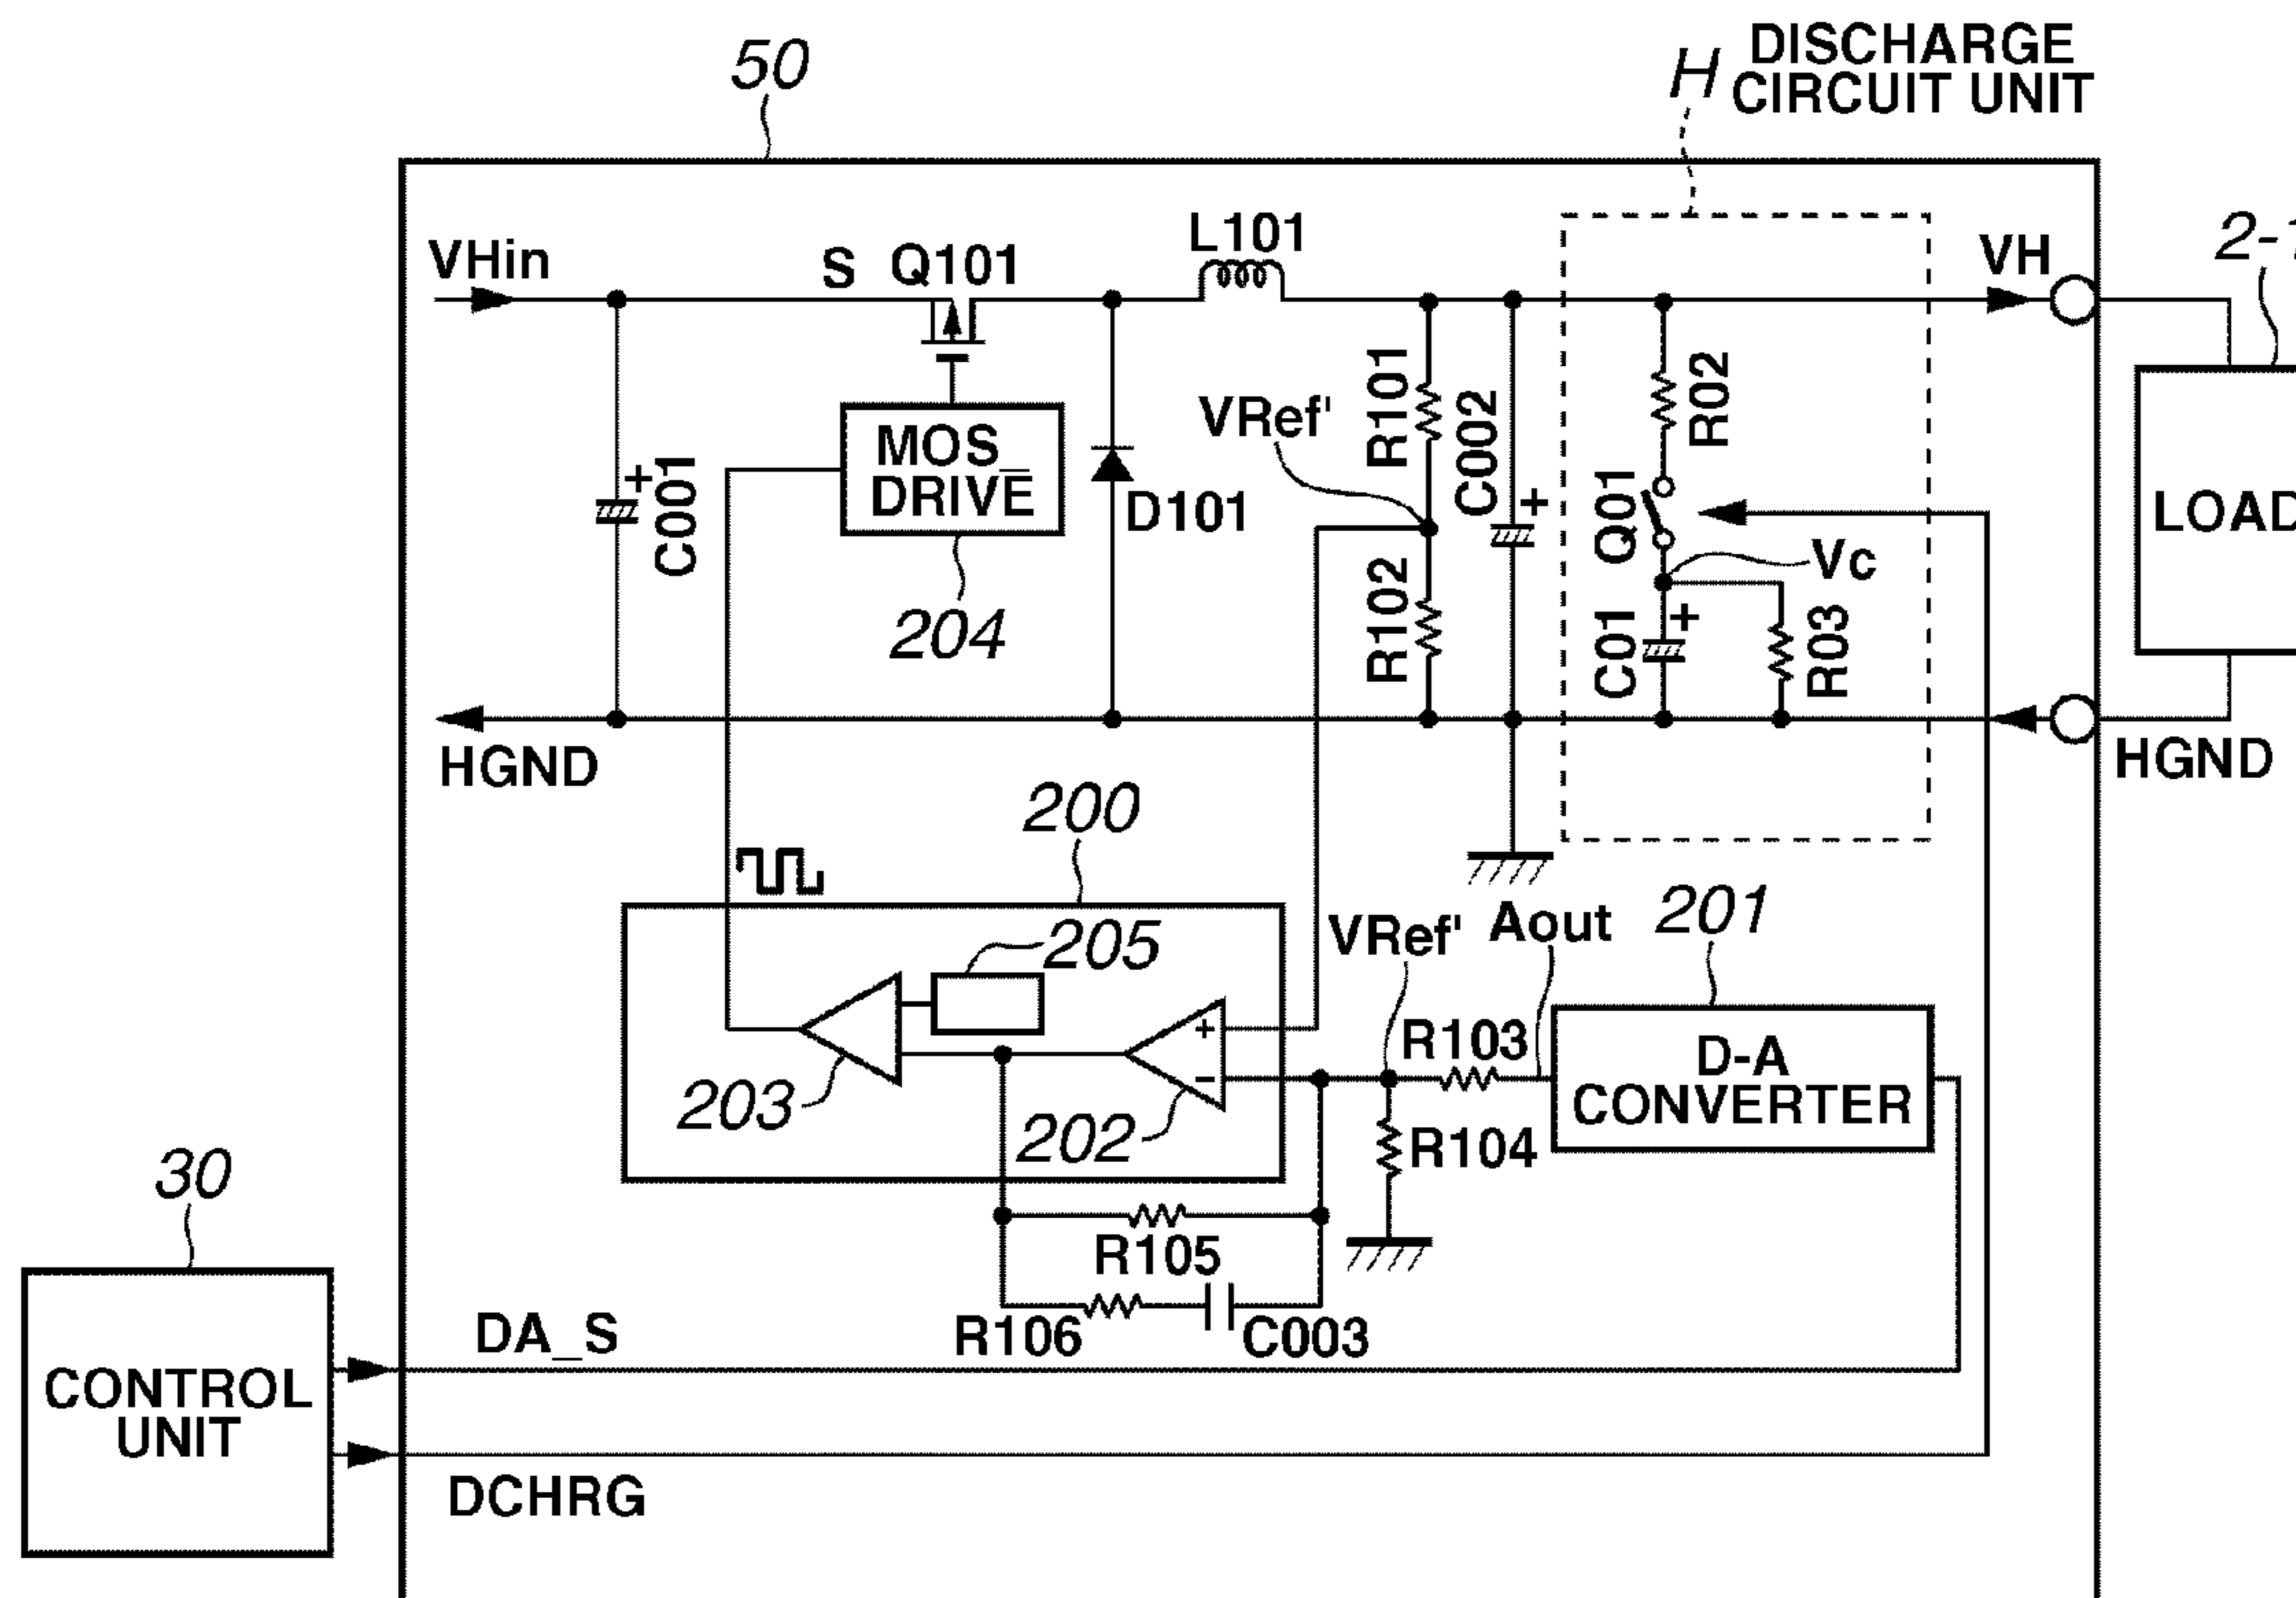 50
H
DISCHARGE
CIRCUIT UNIT
VHin
S
Q101
L101
VH
C001
+
MOS_
DRIVE
204
D101
VRef'
R101
R102
C002
+
R02
Q01
Vc
C01
+
R03
LOAD
HGND
HGND
200
205
203
202
+
−
VRef'
Aout
201
R103
R104
D-A
CONVERTER
R105
R106
C003
30
CONTROL
UNIT
DA_S
DCHRG